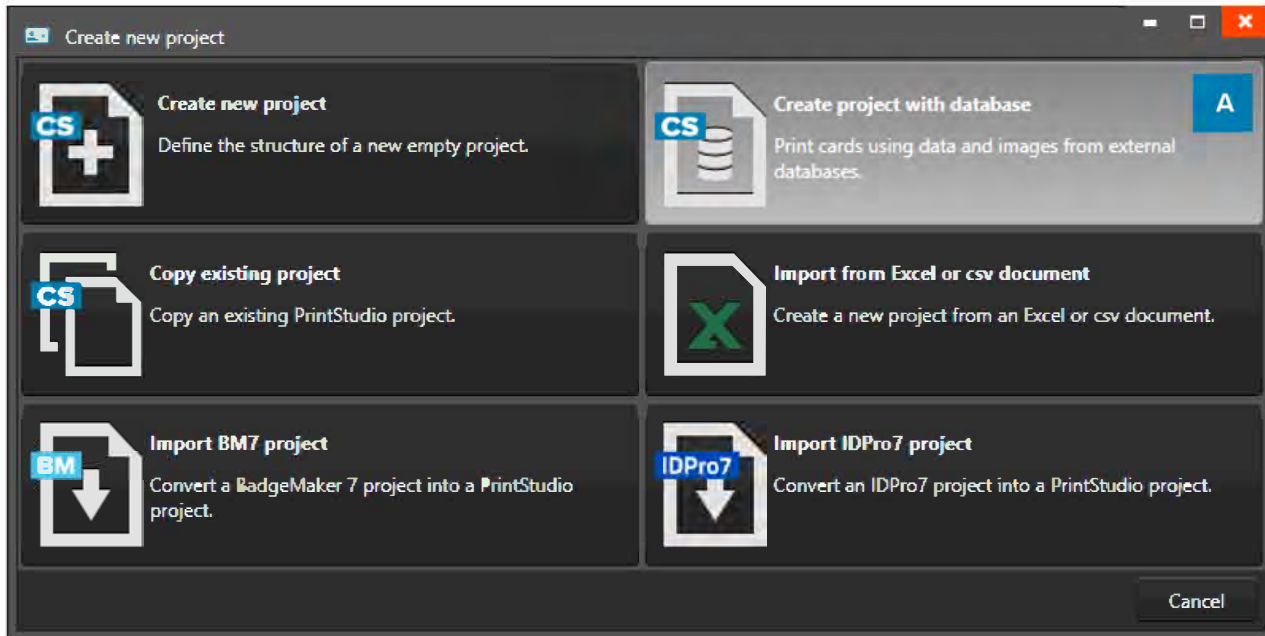 Create new project
CS
Create new project
Define the structure of a new empty project.
CS
Create project with database
Print cards using data and images from external
databases.
A
CS
Copy existing project
Copy an existing PrintStudio project.
X
Import from Excel or csv document
Create a new project from an Excel or csv document.
BM
Import BM7 project
Convert a BadgeMaker 7 project into a PrintStudio
project.
IDPro7
Import IDPro7 project
Convert an IDPro7 project into a PrintStudio project.
Cancel